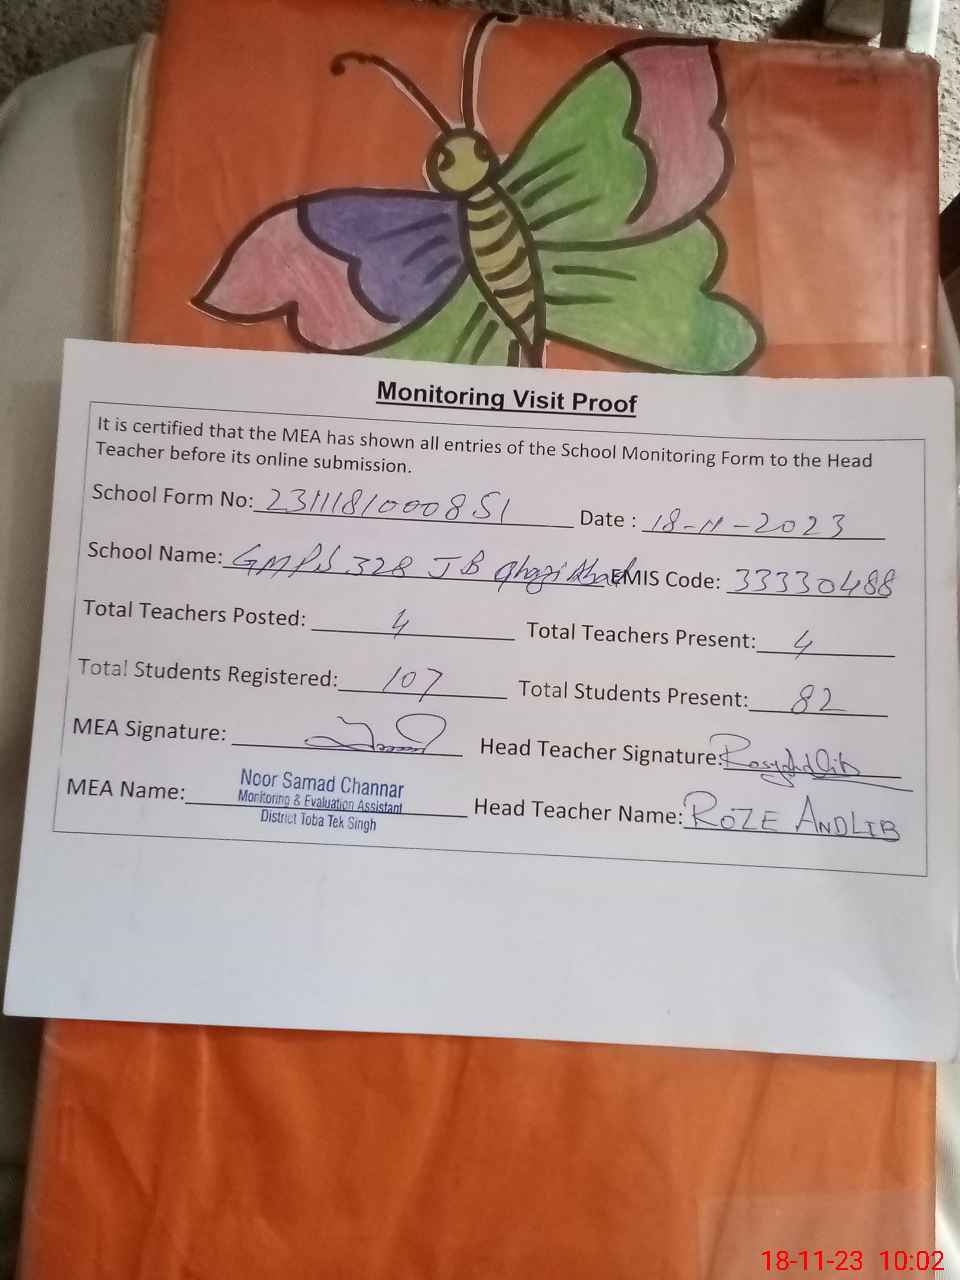 Monitoring Visit Proof
It is certified that the MEA has shown all entries of the School Monitoring Form to the Head
Teacher before its online submission.
School Form No: 2311181000851 Date : 18-11-2023
School Name: GMPS 328 JB EMIS Code: 33330488
Total Teachers Posted: 4 Total Teachers Present: 4
Total Students Registered: 107 Total Students Present: 82
MEA Signature: Head Teacher Signature:
MEA Name: Noor Samad Channar
Monitoring & Evaluation Assistant
District Toba Tek Singh
Head Teacher Name: ROZE ANDLIB
18-11-23 10:02